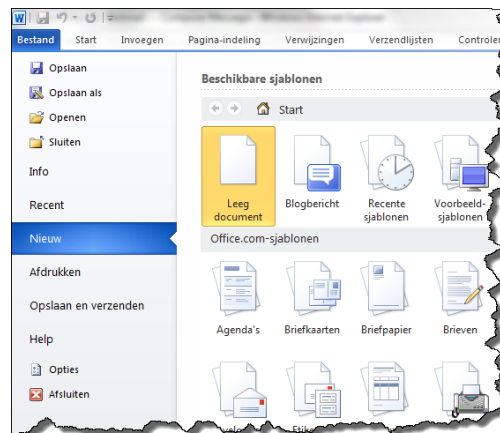 Bestand Start Invoegen Pagina-indeling Verwijzingen Verzendlijsten
Opslaan
Opslaan als
Openen
Sluiten
Info
Recent
Nieuw
Afdrukken
Opslaan en verzenden
Help
Opties
Afsluiten
Beschikbare sjablonen
Start
Leeg document
Blogbericht
Recente sjablonen
Voorbeeld-sjablonen
Office.com-sjablonen
Agenda's
Briefkaarten
Briefpapier
Brieven